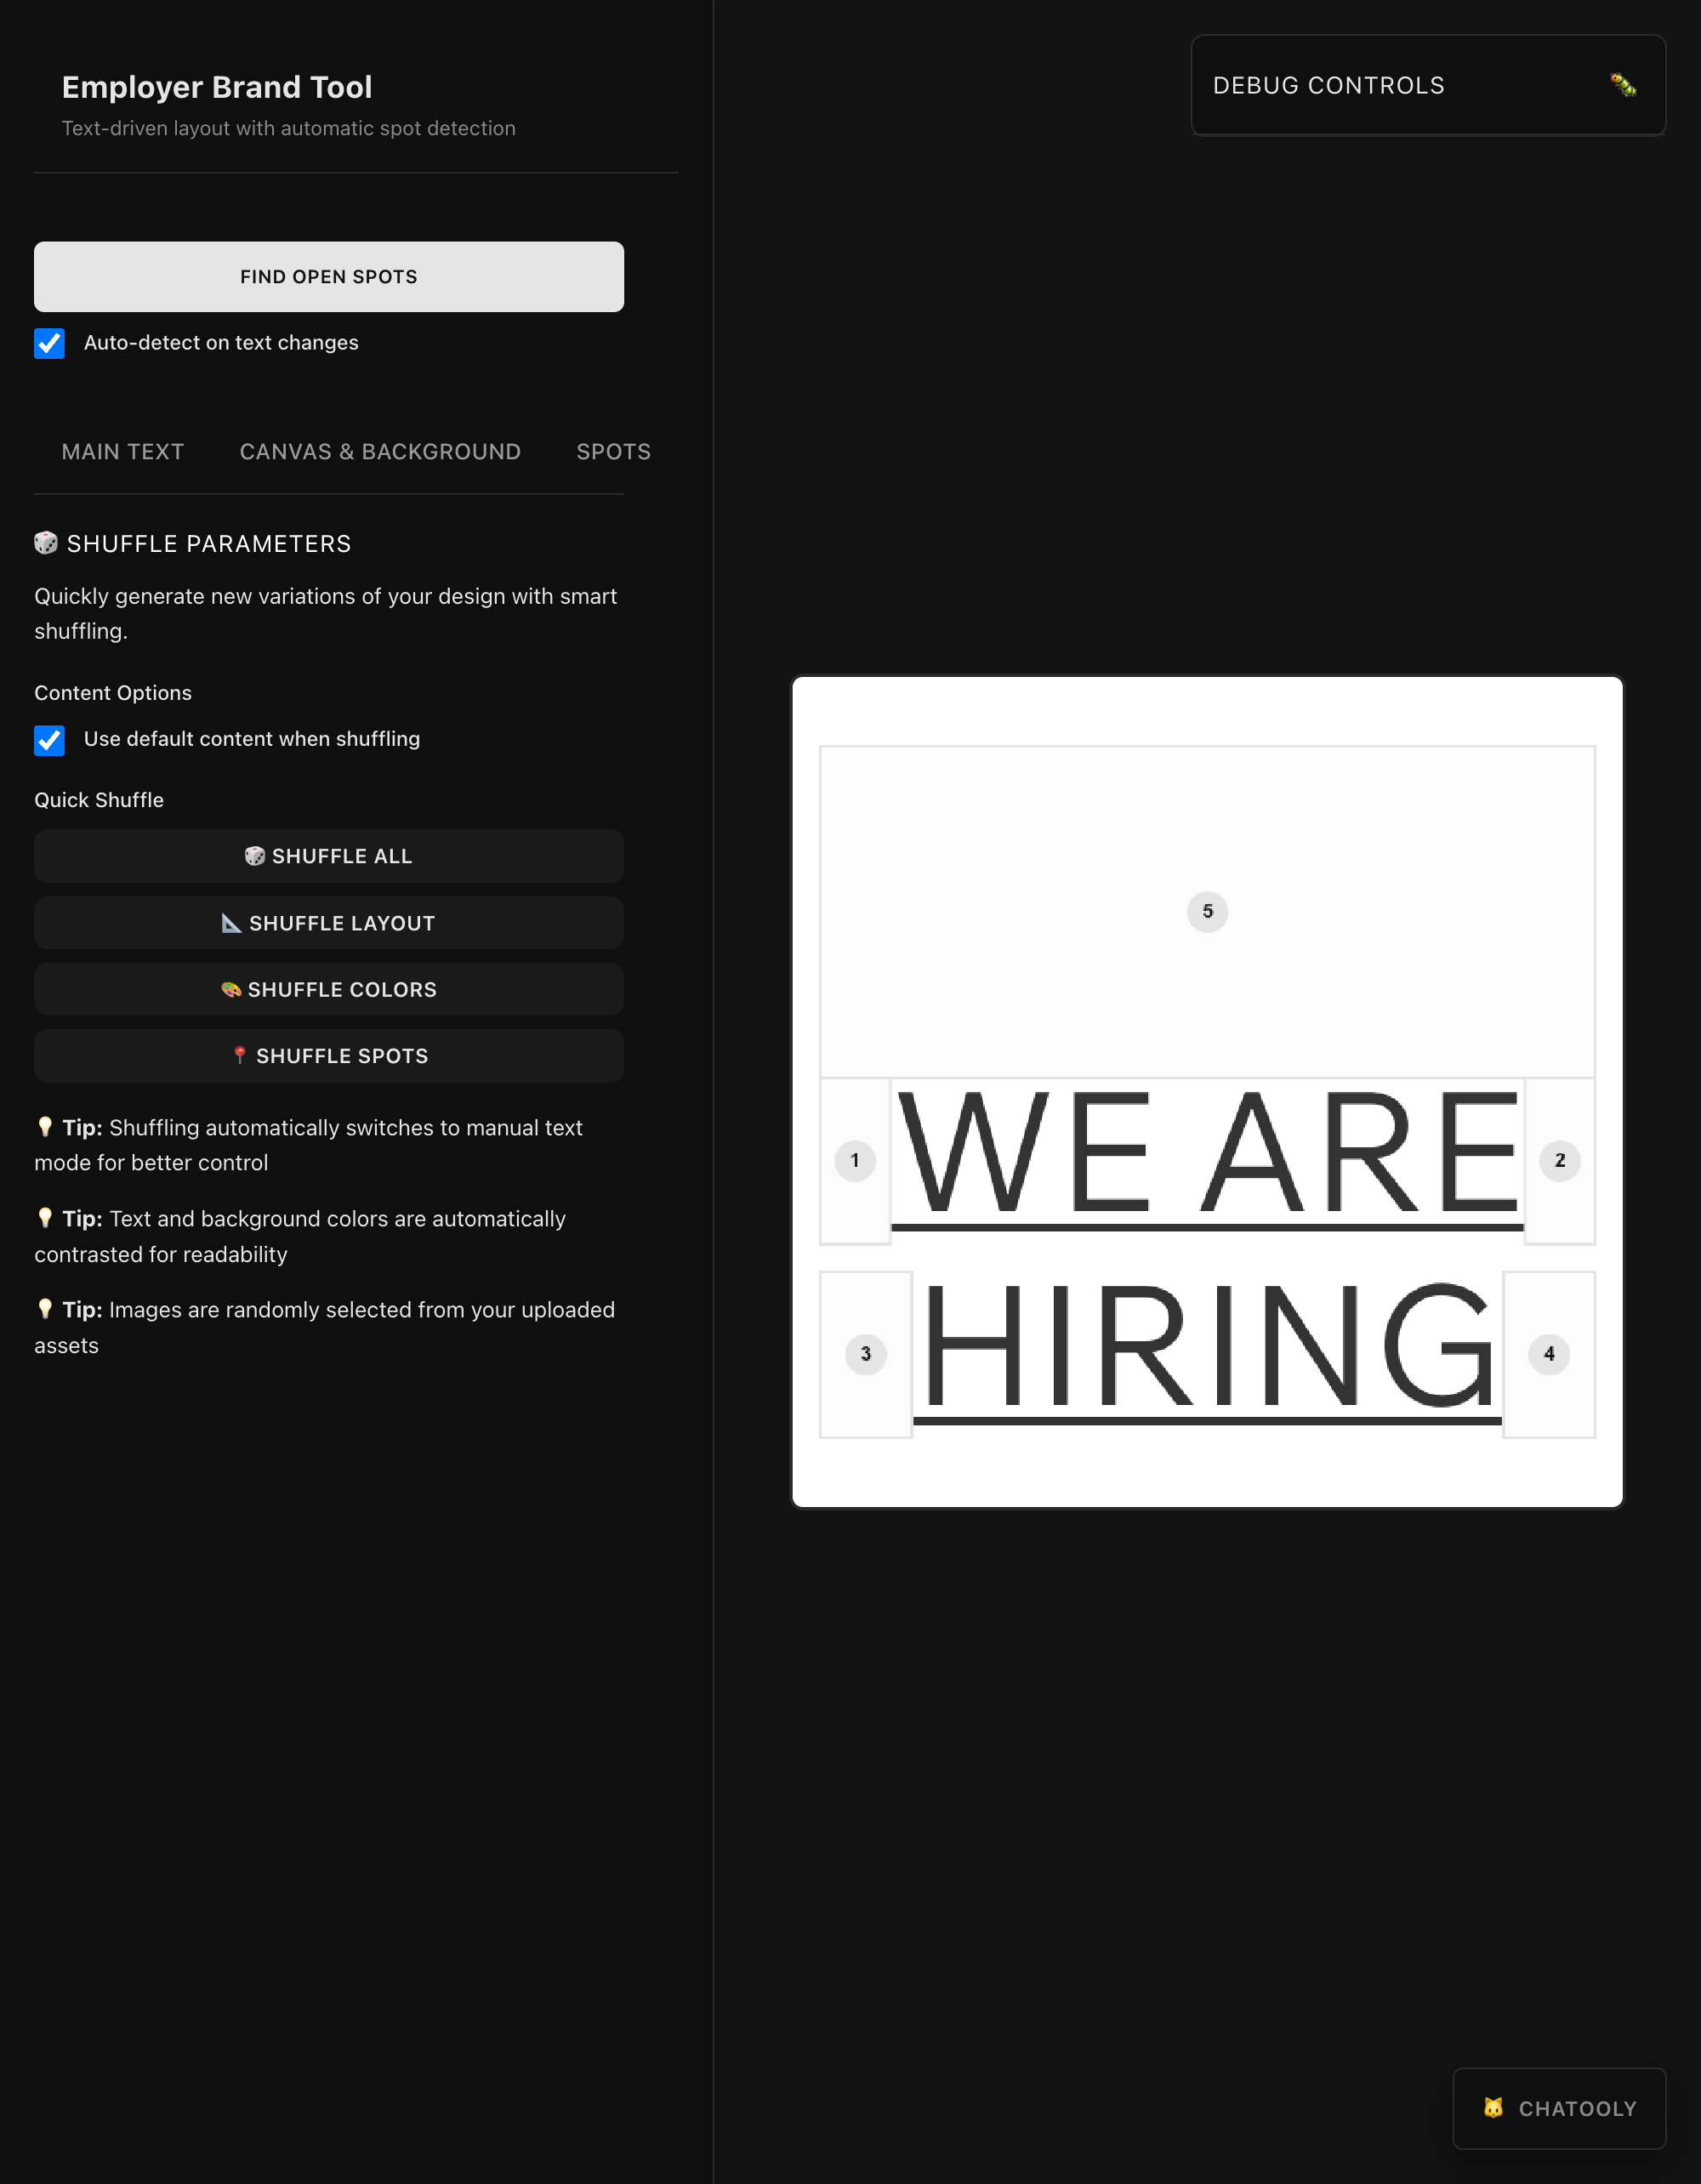 Employer Brand Tool
Text-driven layout with automatic spot detection
DEBUG CONTROLS
FIND OPEN SPOTS
Auto-detect on text changes
MAIN TEXT CANVAS & BACKGROUND SPOTS
SHUFFLE PARAMETERS
Quickly generate new variations of your design with smart
shuffling.
Content Options
Use default content when shuffling
Quick Shuffle
SHUFFLE ALL
SHUFFLE LAYOUT
SHUFFLE COLORS
SHUFFLE SPOTS
Tip: Shuffling automatically switches to manual text
mode for better control
Tip: Text and background colors are automatically
contrasted for readability
Tip: Images are randomly selected from your uploaded
assets
5
1 WE ARE 2
3 HIRING 4
CHATOOLY